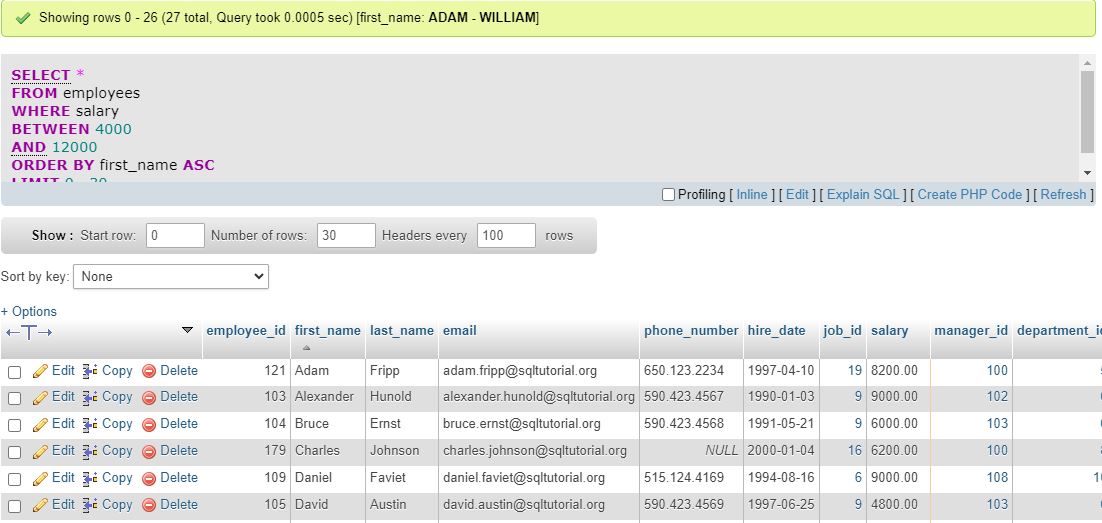 Showing rows 0 - 26 (27 total, Query took 0.0005 sec) [first_name: ADAM - WILLIAM]
SELECT *
FROM employees
WHERE salary
BETWEEN 4000
AND 12000
ORDER BY first_name ASC
LIMIT 0 , 30
Profiling [ Inline ] [ Edit ] [ Explain SQL ] [ Create PHP Code ] [ Refresh ]
Show : Start row: 0 Number of rows: 30 Headers every 100 rows
Sort by key: None
+ Options
←T→ employee_id first_name last_name email phone_number hire_date job_id salary manager_id department_id
Edit Copy Delete 121 Adam Fripp adam.fripp@sqltutorial.org 650.123.2234 1997-04-10 19 8200.00 100
Edit Copy Delete 103 Alexander Hunold alexander.hunold@sqltutorial.org 590.423.4567 1990-01-03 9 9000.00 102
Edit Copy Delete 104 Bruce Ernst bruce.ernst@sqltutorial.org 590.423.4568 1991-05-21 9 6000.00 103
Edit Copy Delete 179 Charles Johnson charles.johnson@sqltutorial.org NULL 2000-01-04 16 6200.00 100
Edit Copy Delete 109 Daniel Faviet daniel.faviet@sqltutorial.org 515.124.4169 1994-08-16 6 9000.00 108
Edit Copy Delete 105 David Austin david.austin@sqltutorial.org 590.423.4569 1997-06-25 9 4800.00 103